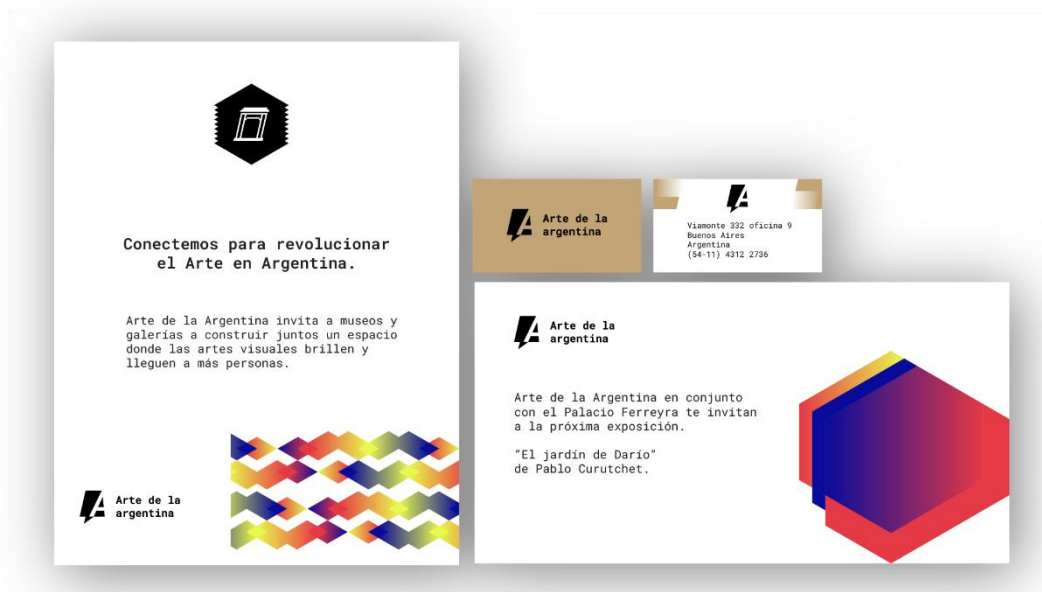 Conectemos para revolucionar
el Arte en Argentina.
Arte de la Argentina invita a museos y
galerías a construir juntos un espacio
donde las artes visuales brillen y
lleguen a más personas.
Arte de la
argentina
Arte de la
argentina
Viamonte 332 oficina 9
Buenos Aires
Argentina
(54-11) 4312 2736
Arte de la
argentina
Arte de la Argentina en conjunto
con el Palacio Ferreyra te invitan
a la próxima exposición.
"El jardín de Darío"
de Pablo Curutchet.